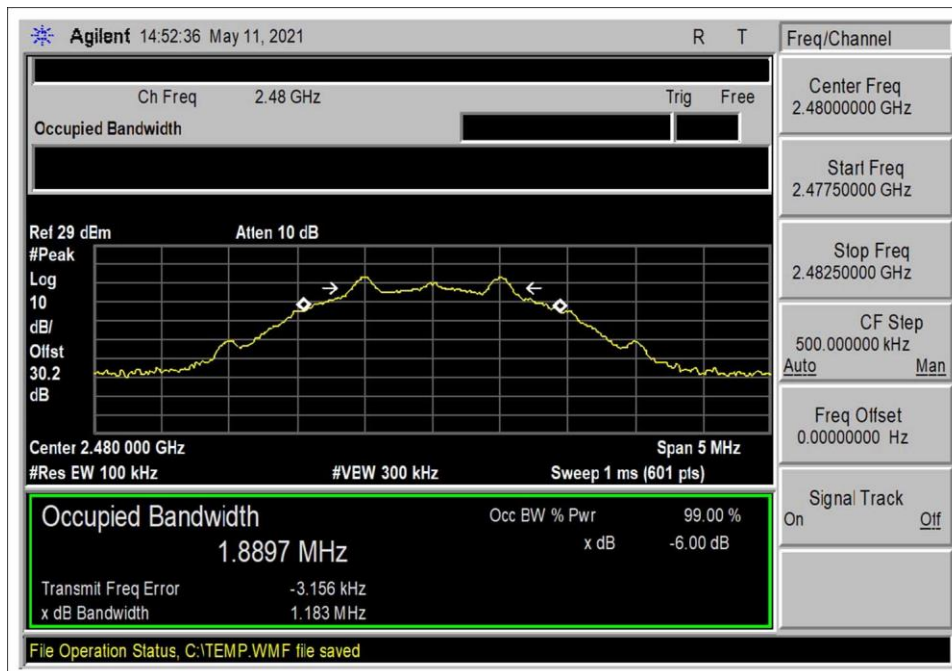 Agilent 14:52:36 May 11, 2021 R T
Freq/Channel
Ch Freq 2.48 GHz Trig Free
Occupied Bandwidth
Center Freq
2.48000000 GHz
Start Freq
2.47750000 GHz
Stop Freq
2.48250000 GHz
CF Step
500.000000 kHz
Auto Man
Freq Offset
0.00000000 Hz
Signal Track
On Off
Ref 29 dBm Atten 10 dB
#Peak
Log
10
dB/
Offst
30.2
dB
Center 2.480 000 GHz Span 5 MHz
#Res BW 100 kHz #VBW 300 kHz Sweep 1 ms (601 pts)
Occupied Bandwidth Occ BW % Pwr 99.00 %
1.8897 MHz x dB -6.00 dB
Transmit Freq Error -3.156 kHz
x dB Bandwidth 1.183 MHz
File Operation Status, C:\TEMP.WMF file saved